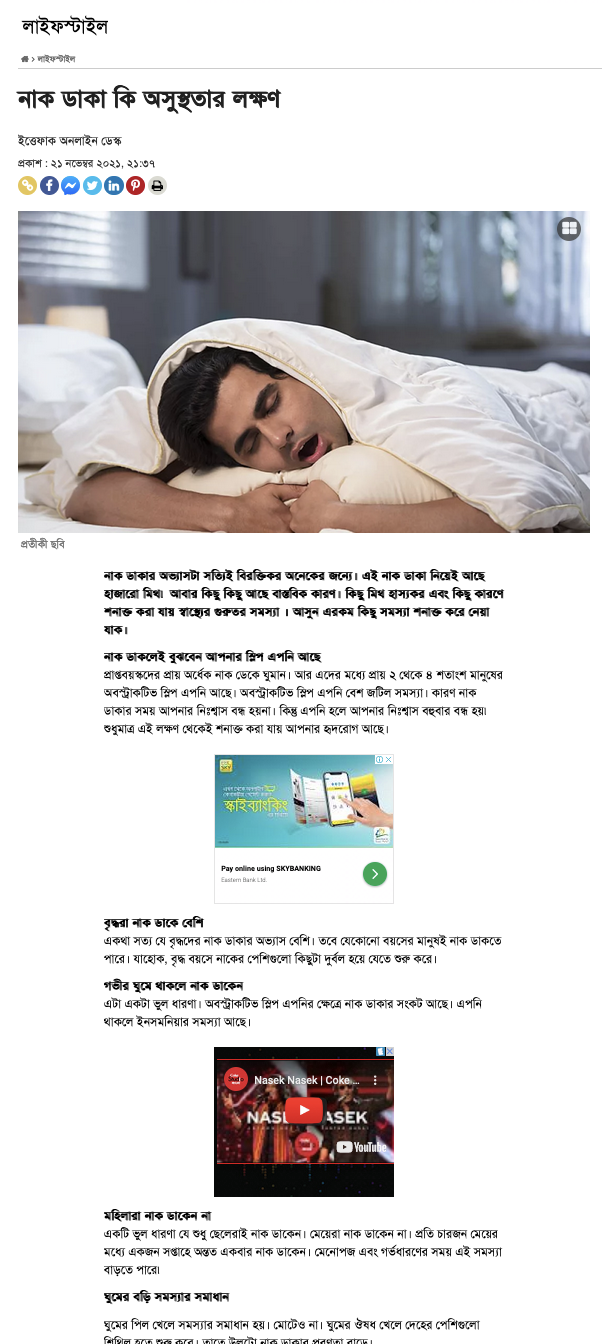 লাইফস্টাইল
লাইফস্টাইল
নাক ডাকা কি অসুস্থতার লক্ষণ
ইত্তেফাক অনলাইন ডেস্ক
প্রকাশ : ২১ নভেম্বর ২০২১, ২১:৩৭
প্রতীকী ছবি
নাক ডাকার অভ্যাসটা সত্যিই বিরক্তিকর অনেকের জন্যে। এই নাক ডাকা নিয়েই আছে
হাজারো মিথ৷ আবার কিছু কিছু আছে বাস্তবিক কারণ। কিছু মিথ হাস্যকর এবং কিছু কারণে
শনাক্ত করা যায় স্বাস্থ্যের গুরুতর সমস্যা । আসুন এরকম কিছু সমস্যা শনাক্ত করে নেয়া
যাক।
নাক ডাকলেই বুঝবেন আপনার স্লিপ এপনি আছে
প্রাপ্তবয়স্কদের প্রায় অর্ধেক নাক ডেকে ঘুমান। আর এদের মধ্যে প্রায় ২ থেকে ৪ শতাংশ মানুষের
অবস্ট্রাকটিভ স্লিপ এপনি আছে। অবস্ট্রাকটিভ স্লিপ এপনি বেশ জটিল সমস্যা। কারণ নাক
ডাকার সময় আপনার নিঃশ্বাস বন্ধ হয়না। কিন্তু এপনি হলে আপনার নিঃশ্বাস বহুবার বন্ধ হয়৷
শুধুমাত্র এই লক্ষণ থেকেই শনাক্ত করা যায় আপনার হৃদরোগ আছে।
স্কাইব্যাংকিং
Pay online using SKYBANKING
Eastern Bank Ltd.
বৃদ্ধরা নাক ডাকে বেশি
একথা সত্য যে বৃদ্ধদের নাক ডাকার অভ্যাস বেশি। তবে যেকোনো বয়সের মানুষই নাক ডাকতে
পারে। যাহোক, বৃদ্ধ বয়সে নাকের পেশিগুলো কিছুটা দুর্বল হয়ে যেতে শুরু করে।
গভীর ঘুমে থাকলে নাক ডাকেন
এটা একটা ভুল ধারণা। অবস্ট্রাকটিভ স্লিপ এপনির ক্ষেত্রে নাক ডাকার সংকট আছে। এপনি
থাকলে ইনসমনিয়ার সমস্যা আছে।
Nasek Nasek | Coke ...
YouTube
মহিলারা নাক ডাকেন না
একটি ভুল ধারণা যে শুধু ছেলেরাই নাক ডাকেন। মেয়েরা নাক ডাকেন না। প্রতি চারজন মেয়ের
মধ্যে একজন সপ্তাহে অন্তত একবার নাক ডাকেন। মেনোপজ এবং গর্ভধারণের সময় এই সমস্যা
বাড়তে পারে৷
ঘুমের বড়ি সমস্যার সমাধান
ঘুমের পিল খেলে সমস্যার সমাধান হয়। মোটেও না। ঘুমের ঔষধ খেলে দেহের পেশিগুলো
শিথিল হতে শুরু করে। তাতে উলটো নাক ডাকার প্রবণতা বাড়ে।